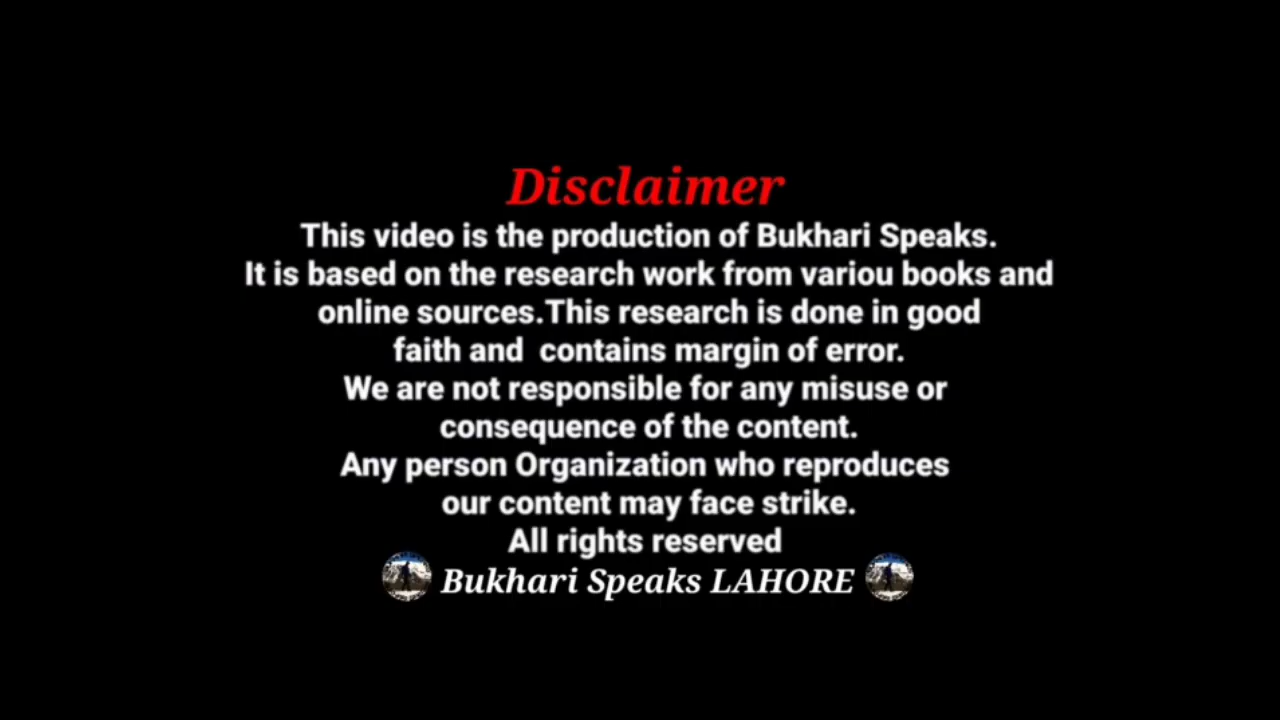 Disclaimer
This video is the production of Bukhari Speaks.
It is based on the research work from variou books and
online sources.This research is done in good
faith and  contains margin of error.
We are not responsible for any misuse or
consequence of the content.
Any person Organization who reproduces
our content may face strike.
All rights reserved
Bukhari Speaks LAHORE